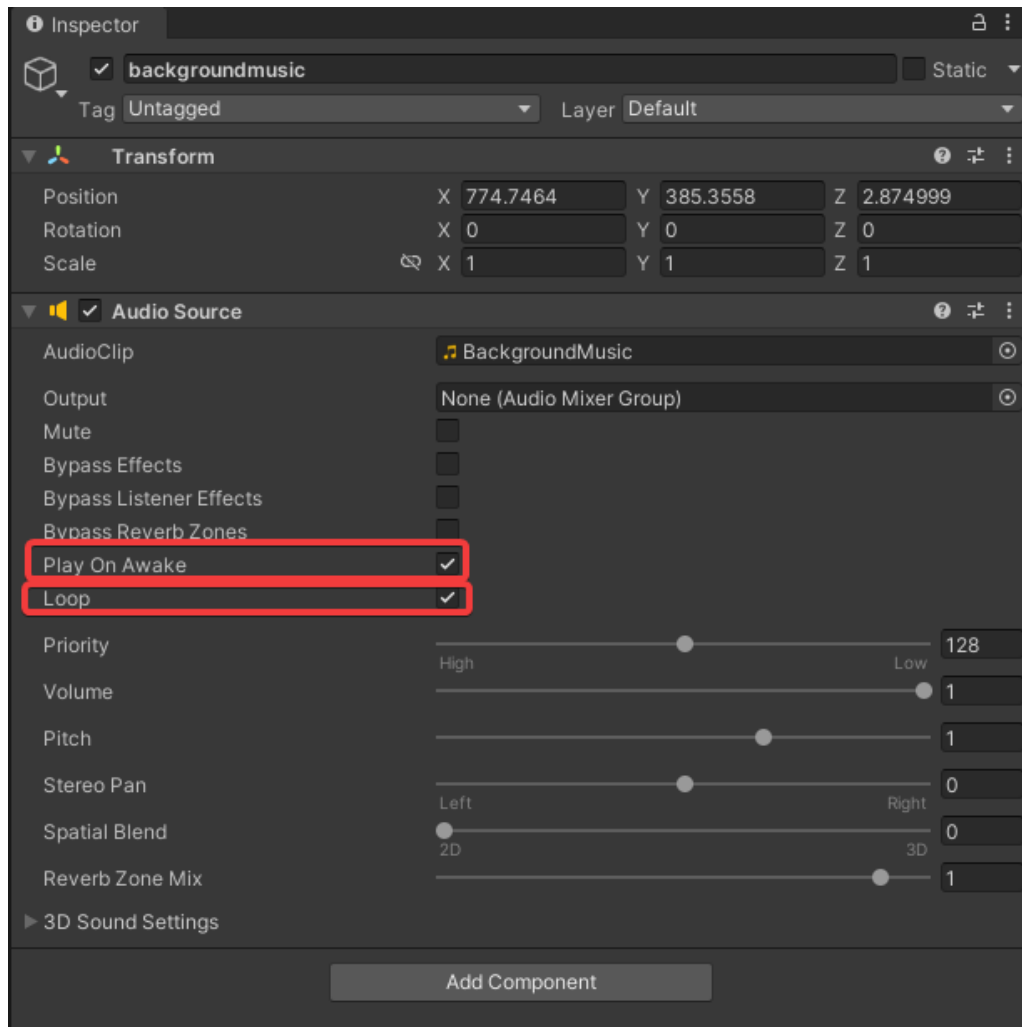 Inspector
backgroundmusic Static
Tag Untagged Layer Default
Transform
Position X 774.7464 Y 385.3558 Z 2.874999
Rotation X 0 Y 0 Z 0
Scale X 1 Y 1 Z 1
Audio Source
AudioClip BackgroundMusic
Output None (Audio Mixer Group)
Mute
Bypass Effects
Bypass Listener Effects
Bypass Reverb Zones
Play On Awake
Loop
Priority 128
High Low
Volume 1
Pitch 1
Stereo Pan 0
Left Right
Spatial Blend 0
2D 3D
Reverb Zone Mix 1
3D Sound Settings
Add Component